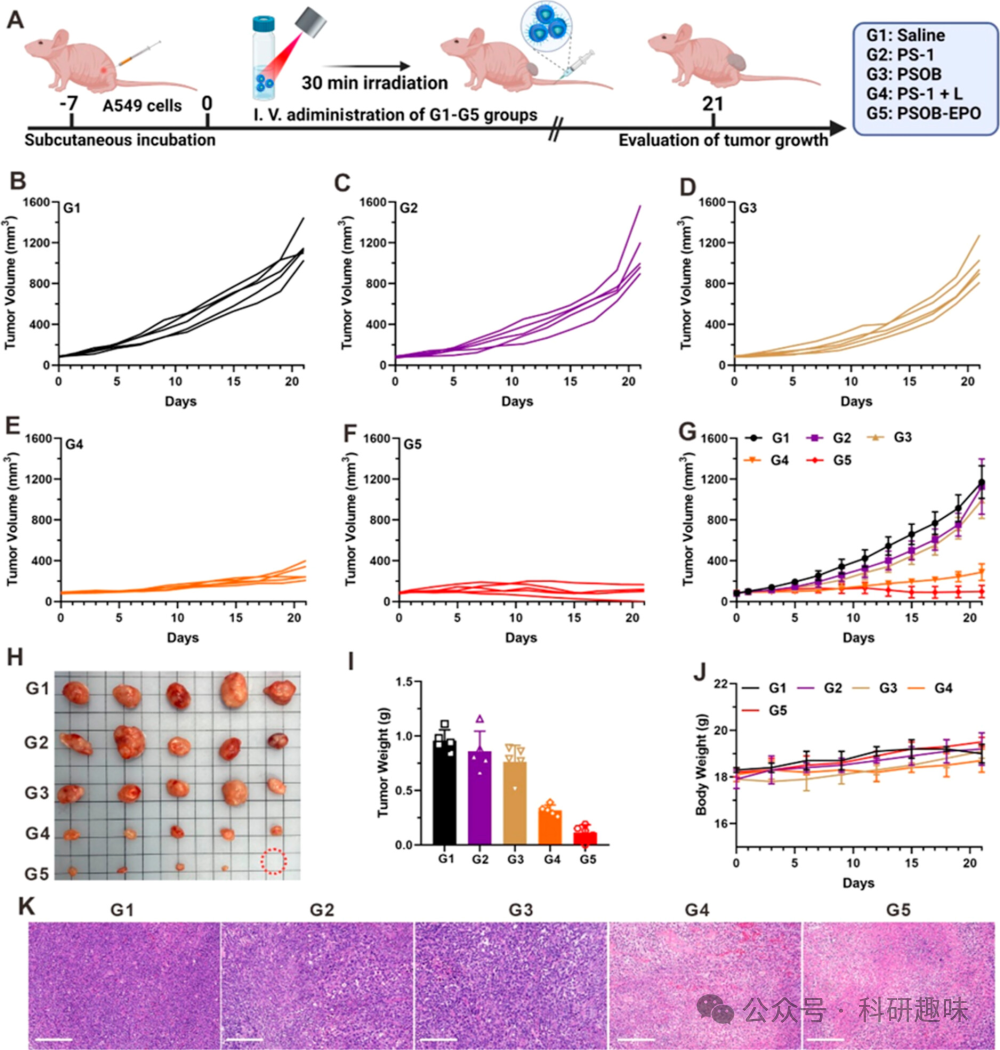 A
30 min irradiation
-7
A549 cells
0
I. V. adiministration of G1-G5 groups
21
Subcutaneous incubation
Evaluation of tumor growth
G1: Saline
G2: PS-1
G3: PSOB
G4: PS-1 + L
G5: PSOB-EPO
B
G1
Tumor Volume (mm³)
1600
1200
800
400
0
0 5 10 15 20
Days
C
G2
Tumor Volume (mm³)
1600
1200
800
400
0
0 5 10 15 20
Days
D
G3
Tumor Volume (mm³)
1600
1200
800
400
0
0 5 10 15 20
Days
E
G4
Tumor Volume (mm³)
1600
1200
800
400
0
0 5 10 15 20
Days
F
G5
Tumor Volume (mm³)
1600
1200
800
400
0
0 5 10 15 20
Days
G
G1 G2 G3
G4 G5
Tumor Volume (mm³)
1600
1200
800
400
0
0 5 10 15 20
Days
H
G1
G2
G3
G4
G5
I
Tumor Weight (g)
1.5
1.0
0.5
0.0
G1 G2 G3 G4 G5
J
G1 G2 G3 G4
G5
Body Weight (g)
22
20
18
16
0 5 10 15 20
Days
K
G1 G2 G3 G4 G5
公众号 · 科研趣味